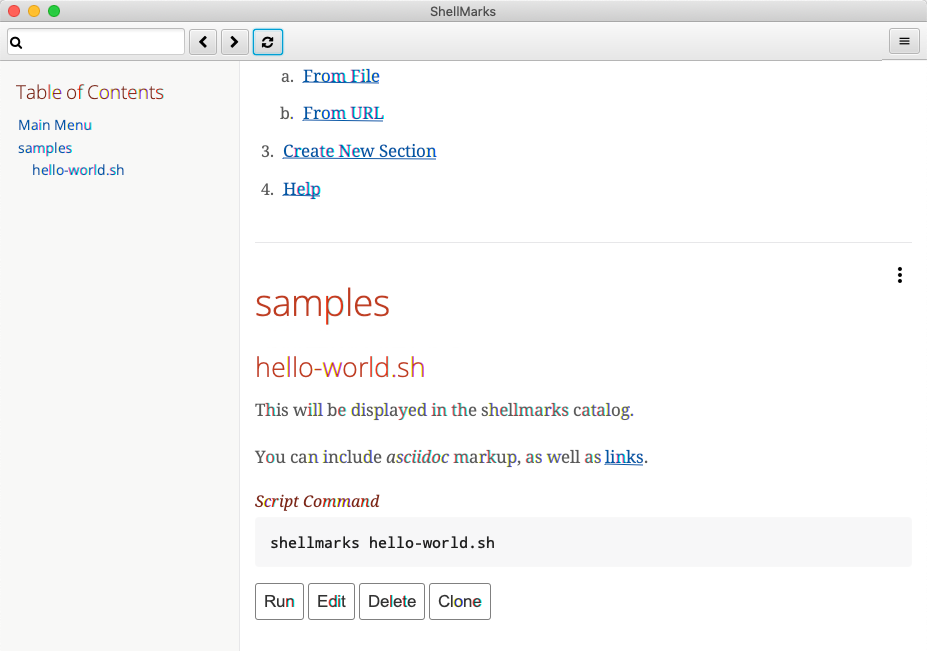 ShellMarks
Table of Contents
Main Menu
samples
hello-world.sh
a. From File
b. From URL
3. Create New Section
4. Help
samples
hello-world.sh
This will be displayed in the shellmarks catalog.
You can include asciidoc markup, as well as links.
Script Command
shellmarks hello-world.sh
Run Edit Delete Clone